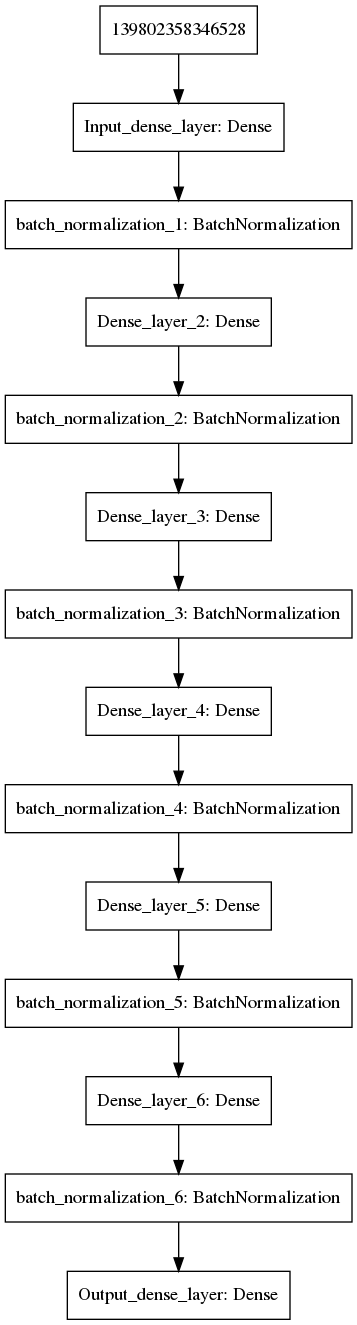 139802358346528
Input_dense_layer: Dense
batch_normalization_1: BatchNormalization
Dense_layer_2: Dense
batch_normalization_2: BatchNormalization
Dense_layer_3: Dense
batch_normalization_3: BatchNormalization
Dense_layer_4: Dense
batch_normalization_4: BatchNormalization
Dense_layer_5: Dense
batch_normalization_5: BatchNormalization
Dense_layer_6: Dense
batch_normalization_6: BatchNormalization
Output_dense_layer: Dense